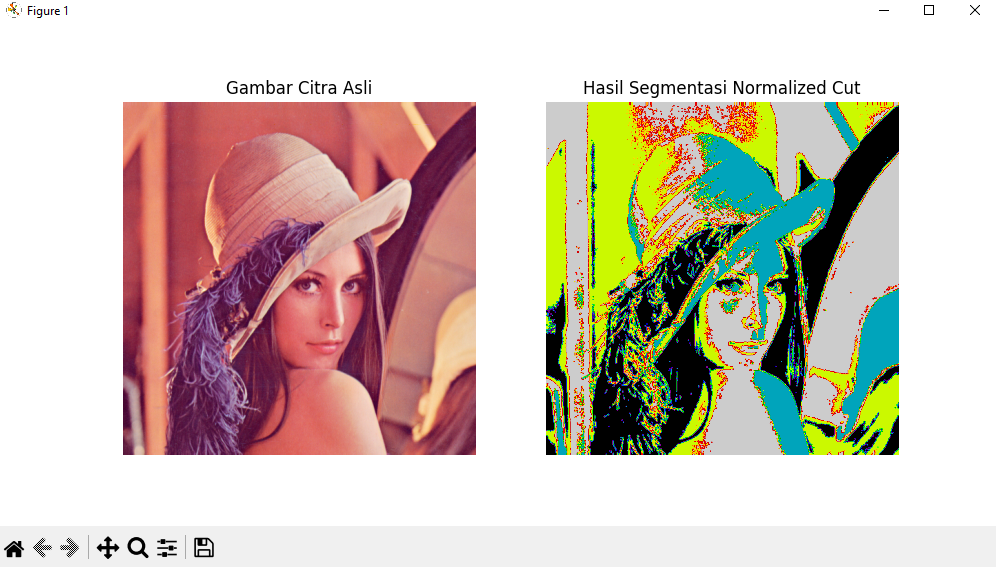 Figure 1
Gambar Citra Asli
Hasil Segmentasi Normalized Cut